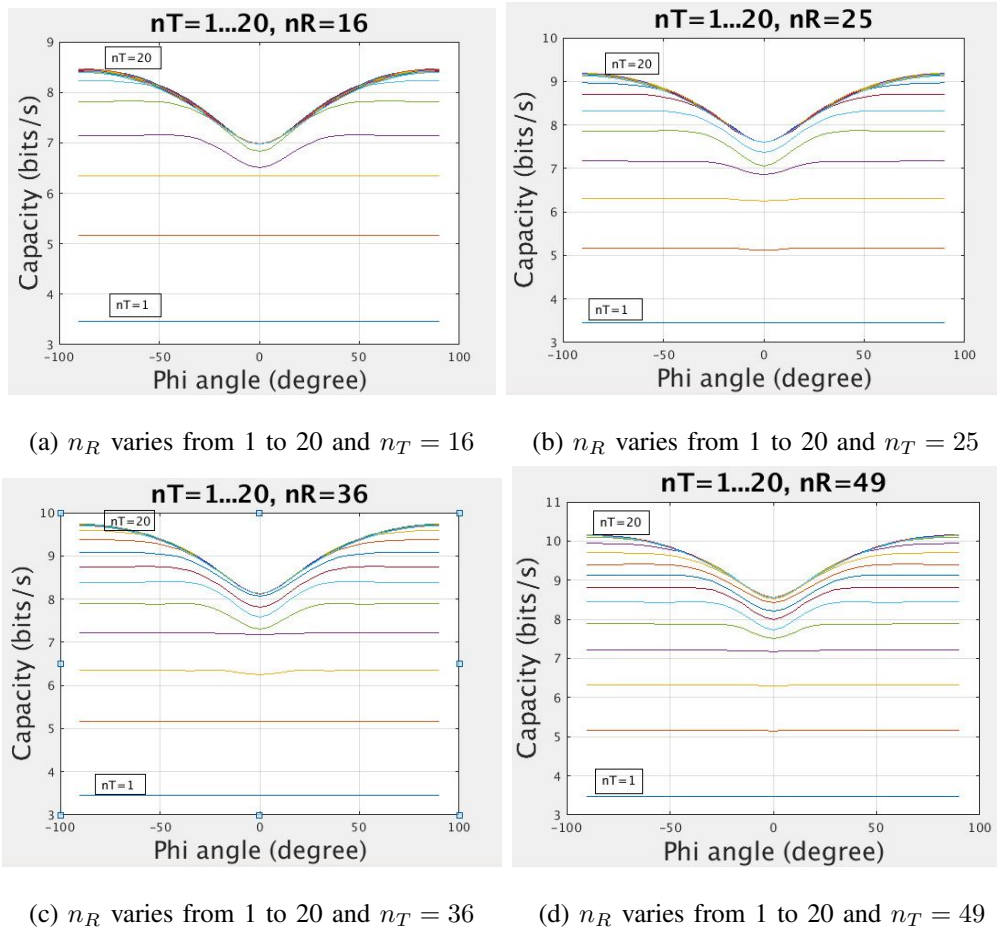 nT=1...20, nR=16
9
8
7
6
5
4
3
nT=20
nT=1
-100
-50
0
50
100
Capacity (bits/s)
Phi angle (degree)
(a) n_R varies from 1 to 20 and n_T = 16
nT=1...20, nR=25
10
9
8
7
6
5
4
3
nT=20
nT=1
-100
-50
0
50
100
Capacity (bits/s)
Phi angle (degree)
(b) n_R varies from 1 to 20 and n_T = 25
nT=1...20, nR=36
10
9
8
7
6
5
4
3
nT=20
nT=1
-100
-50
0
50
100
Capacity (bits/s)
Phi angle (degree)
(c) n_R varies from 1 to 20 and n_T = 36
nT=1...20, nR=49
11
10
9
8
7
6
5
4
3
nT=20
nT=1
-100
-50
0
50
100
Capacity (bits/s)
Phi angle (degree)
(d) n_R varies from 1 to 20 and n_T = 49